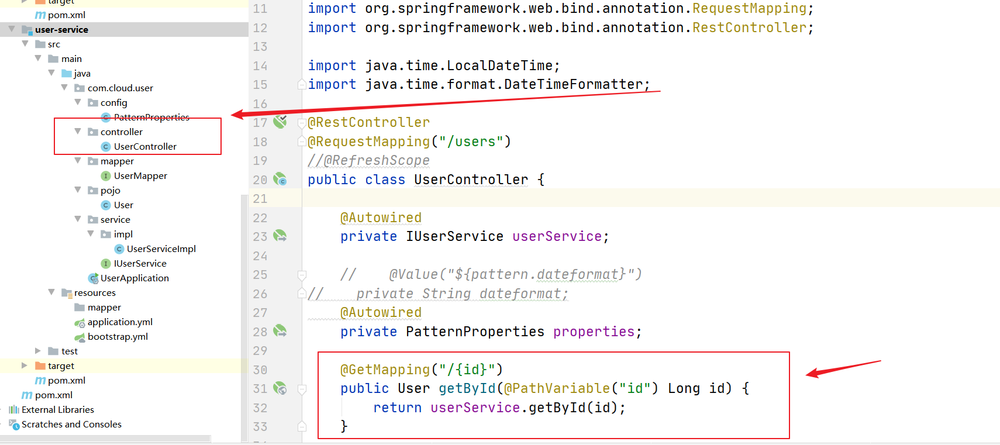 target
pom.xml
user-service
src
main
java
com.cloud.user
config
PatternProperties
controller
UserController
mapper
UserMapper
pojo
User
service
impl
UserServiceImpl
IUserService
UserApplication
resources
mapper
application.yml
bootstrap.yml
test
target
pom.xml
pom.xml
External Libraries
Scratches and Consoles
11 import org.springframework.web.bind.annotation.RequestMapping;
12 import org.springframework.web.bind.annotation.RestController;
13
14 import java.time.LocalDateTime;
15 import java.time.format.DateTimeFormatter;
16
17 @RestController
18 @RequestMapping("/users")
19 //@RefreshScope
20 public class UserController {
21
22 @Autowired
23 private IUserService userService;
24
25 // @Value("${pattern.dateformat}")
26 // private String dateformat;
27 @Autowired
28 private PatternProperties properties;
29
30 @GetMapping("/{id}")
31 public User getById(@PathVariable("id") Long id) {
32 return userService.getById(id);
33 }